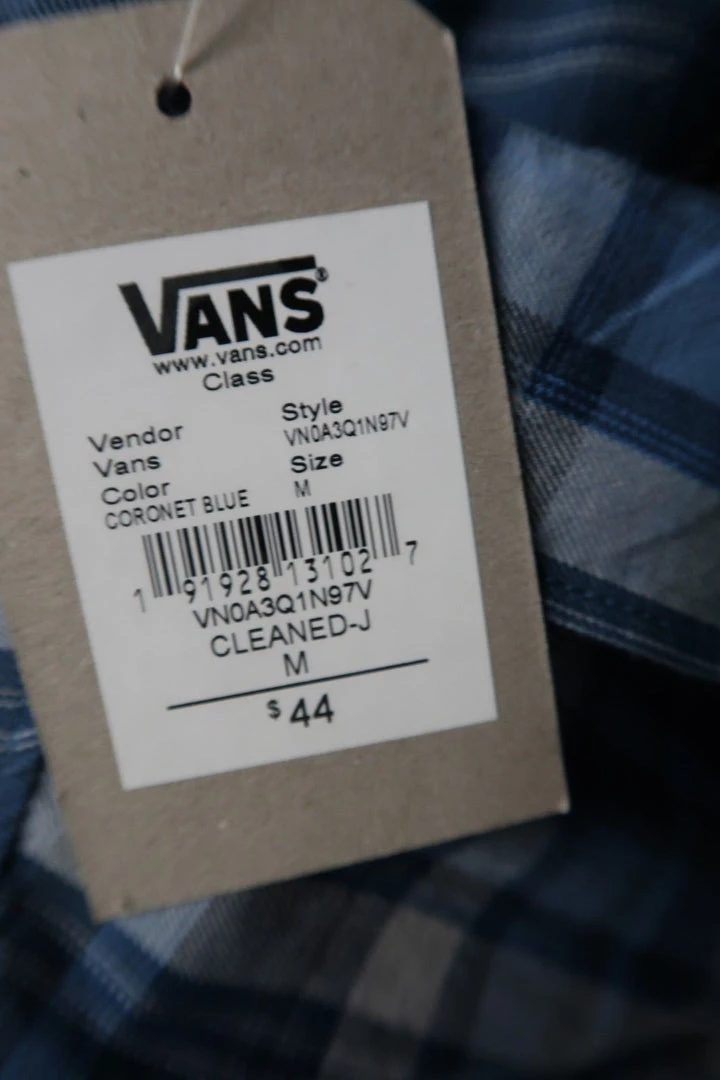 VANS®
www.vans.com
Class
Vendor Style
Vans VN0A3Q1N97V
Color Size
CORONET BLUE M
1 91928 13102 7
VN0A3Q1N97V
CLEANED-J
M
$ 44